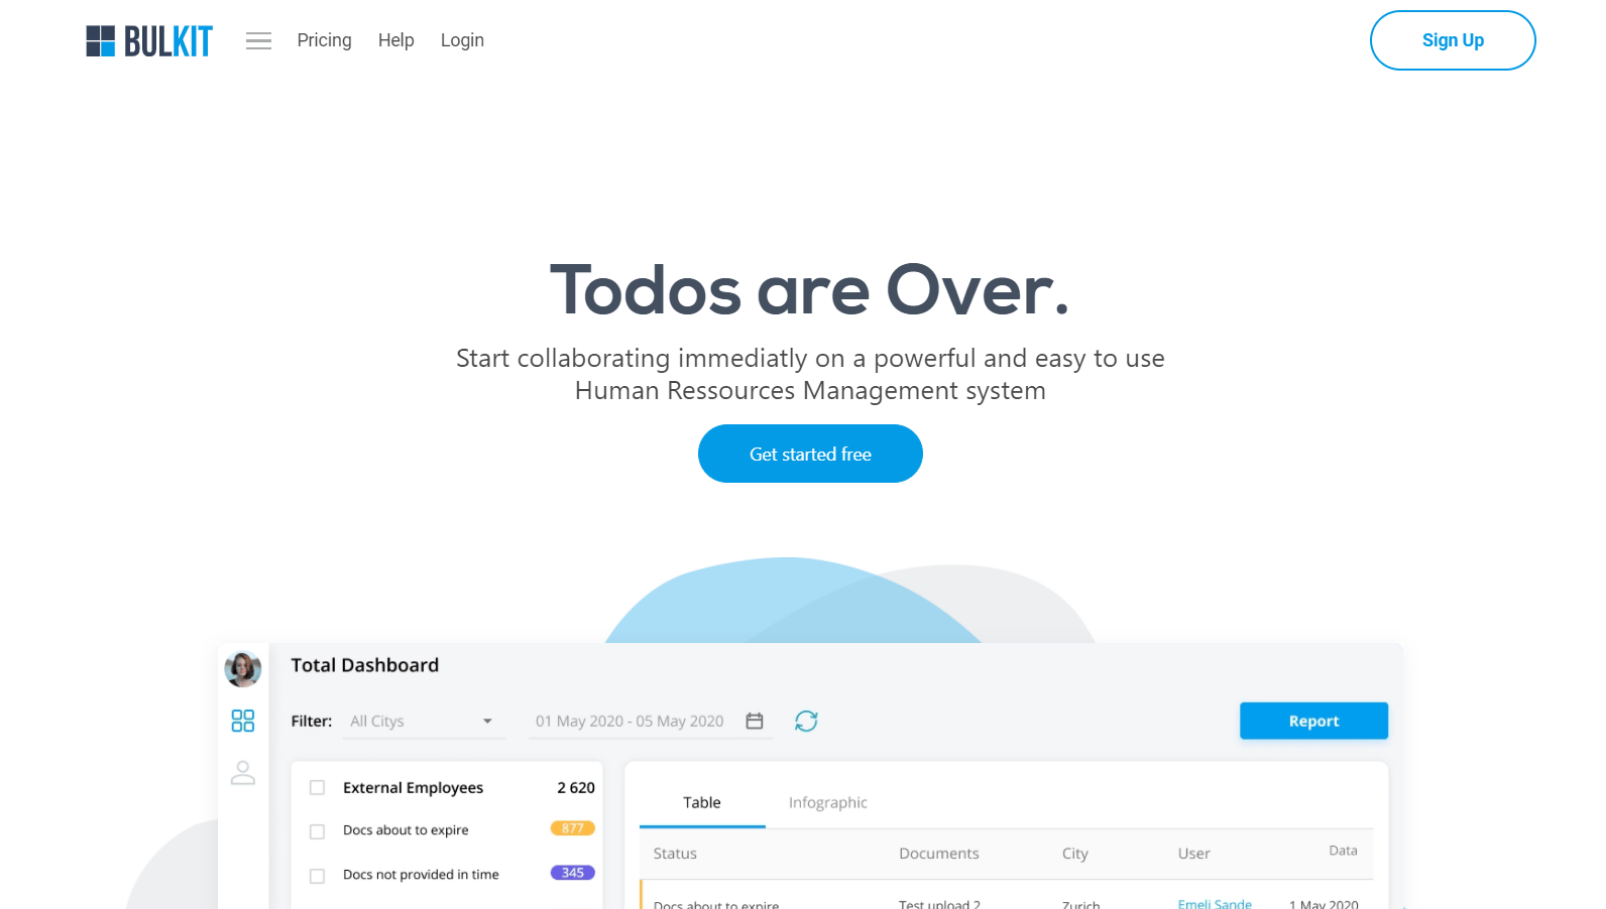 BULKIT
Pricing
Help
Login
Sign Up
Todos are Over.
Start collaborating immediatly on a powerful and easy to use
Human Ressources Management system
Get started free
Total Dashboard
Filter:
All Citys
01 May 2020 - 05 May 2020
Report
External Employees 2 620
Docs about to expire 877
Docs not provided in time 345
Table
Infographic
Status Documents City User Data
Docs about to expire Test upload 2 Zurich Emeli Sande 1 May 2020